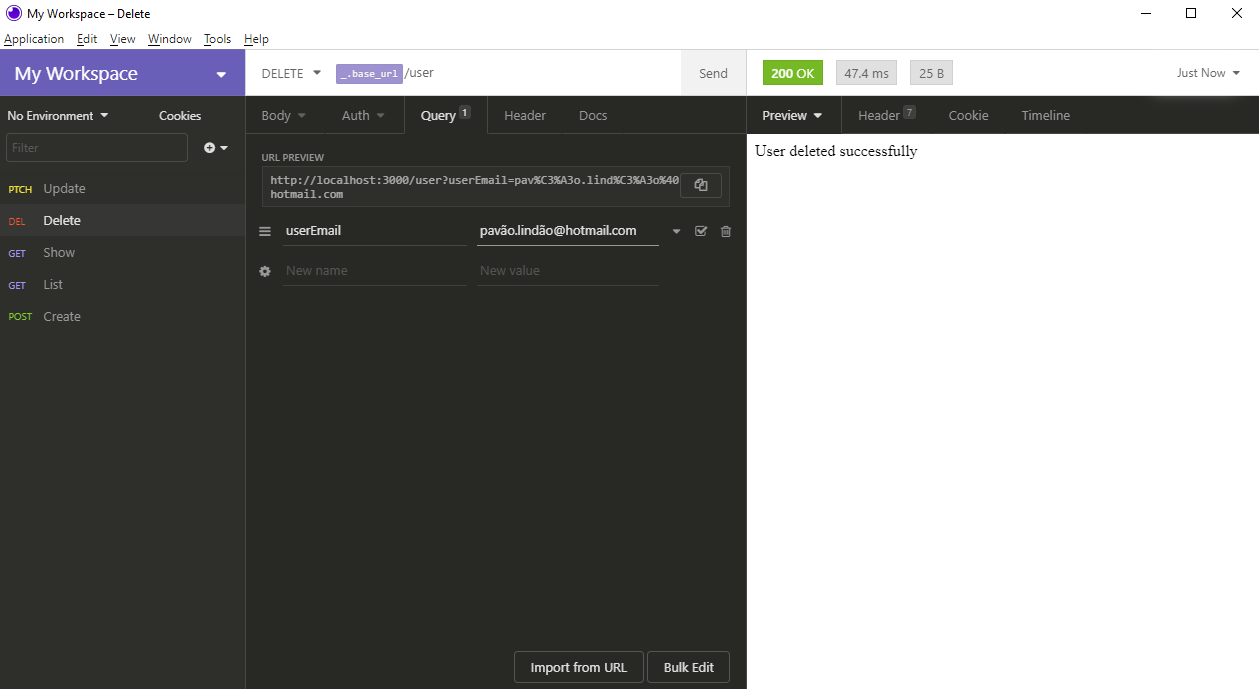 My Workspace – Delete
Application Edit View Window Tools Help
My Workspace
DELETE _.base_url /user
Send
200 OK 47.4 ms 25 B
Just Now
No Environment Cookies
Filter
PTCH Update
DEL Delete
GET Show
GET List
POST Create
Body Auth Query 1 Header Docs
URL PREVIEW
http://localhost:3000/user?userEmail=pav%C3%A3o.lind%C3%A3o%40
hotmail.com
userEmail pavão.lindão@hotmail.com
New name New value
Import from URL Bulk Edit
Preview Header 7 Cookie Timeline
User deleted successfully